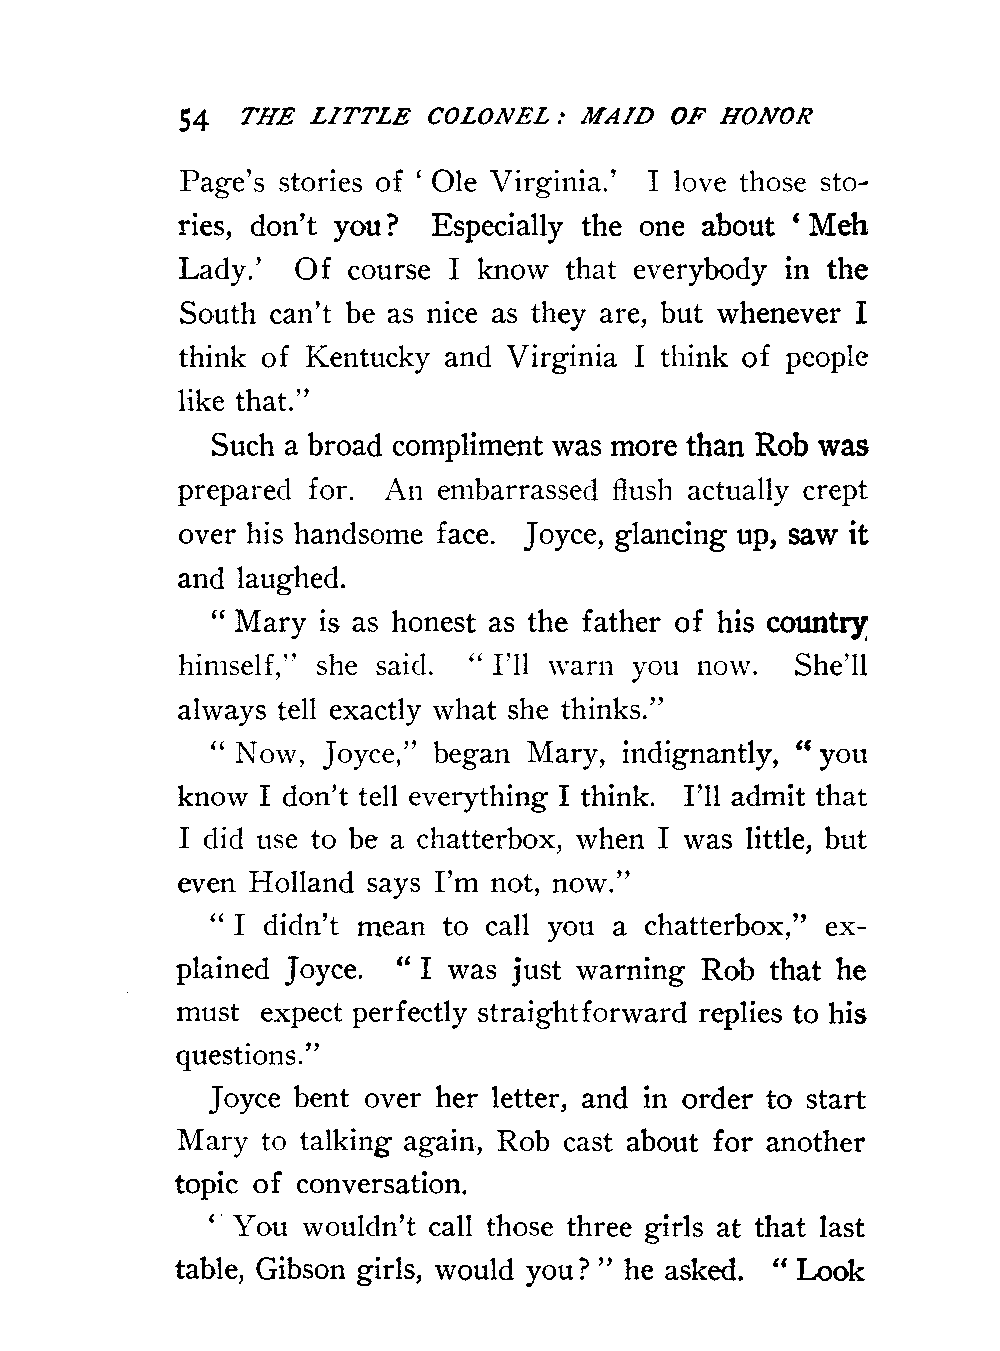 54 THE LITTLE COLONEL: MAID OF HONOR
Page's stories of ' Ole Virginia.' I love those sto-
ries, don't you? Especially the one about ' Meh
Lady.' Of course I know that everybody in the
South can't be as nice as they are, but whenever I
think of Kentucky and Virginia I think of people
like that."
Such a broad compliment was more than Rob was
prepared for. An embarrassed flush actually crept
over his handsome face. Joyce, glancing up, saw it
and laughed.
" Mary is as honest as the father of his country
himself," she said. " I'll warn you now. She'll
always tell exactly what she thinks."
" Now, Joyce," began Mary, indignantly, " you
know I don't tell everything I think. I'll admit that
I did use to be a chatterbox, when I was little, but
even Holland says I'm not, now."
" I didn't mean to call you a chatterbox," ex-
plained Joyce. " I was just warning Rob that he
must expect perfectly straightforward replies to his
questions."
Joyce bent over her letter, and in order to start
Mary to talking again, Rob cast about for another
topic of conversation.
' You wouldn't call those three girls at that last
table, Gibson girls, would you? " he asked. " Look